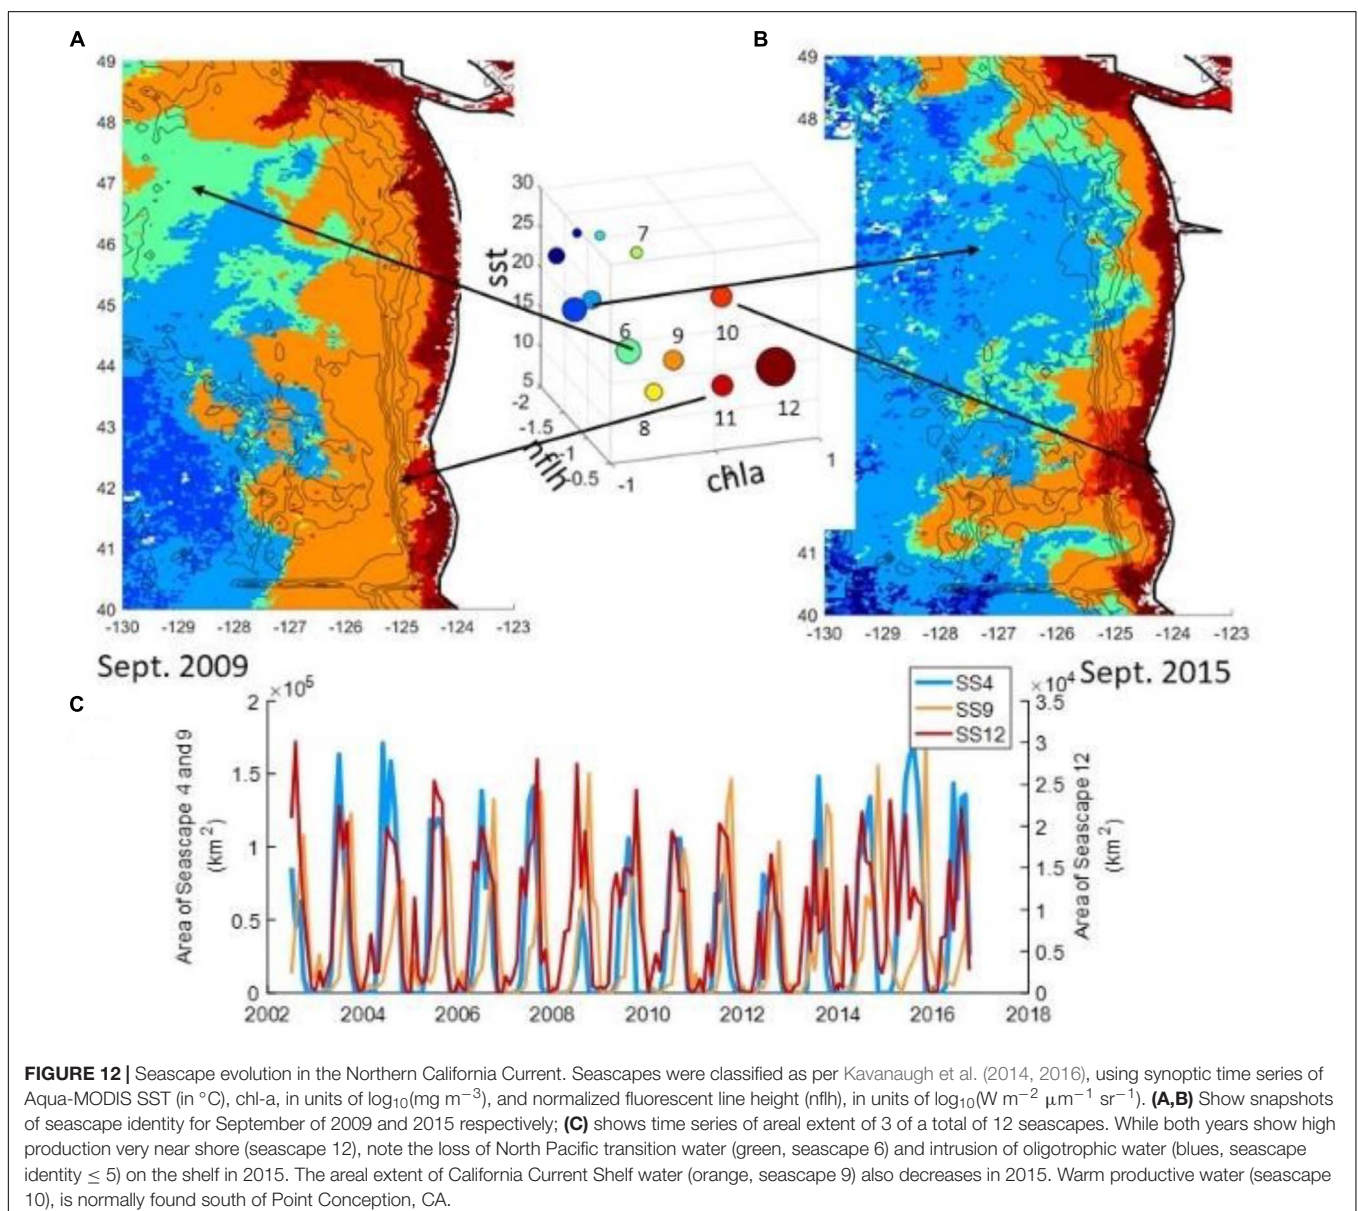 A
B
49
48
47
46
45
44
43
42
41
40
-130 -129 -128 -127 -126 -125 -124 -123
Sept. 2009
30
25
20
15
10
5
sst
-2
-1.5
-1
-0.5
nflh
-1
1
chla
7
6
9
10
8
11
12
49
48
41
40
-130 -129 -128 -127 -126 -125 -124 -123
Sept. 2015
C
×10⁵
2
1.5
1
0.5
0
Area of Seascape 4 and 9
(km²)
SS4
SS9
SS12
×10⁴
3.5
3
2.5
2
1.5
1
0.5
0
Area of Seascape 12
(km²)
2002 2004 2006 2008 2010 2012 2014 2016 2018
FIGURE 12 | Seascape evolution in the Northern California Current. Seascapes were classified as per Kavanaugh et al. (2014, 2016), using synoptic time series of
Aqua-MODIS SST (in °C), chl-a, in units of log₁₀(mg m⁻³), and normalized fluorescent line height (nflh), in units of log₁₀(W m⁻² μm⁻¹ sr⁻¹). (A,B) Show snapshots
of seascape identity for September of 2009 and 2015 respectively; (C) shows time series of areal extent of 3 of a total of 12 seascapes. While both years show high
production very near shore (seascape 12), note the loss of North Pacific transition water (green, seascape 6) and intrusion of oligotrophic water (blues, seascape
identity ≤ 5) on the shelf in 2015. The areal extent of California Current Shelf water (orange, seascape 9) also decreases in 2015. Warm productive water (seascape
10), is normally found south of Point Conception, CA.